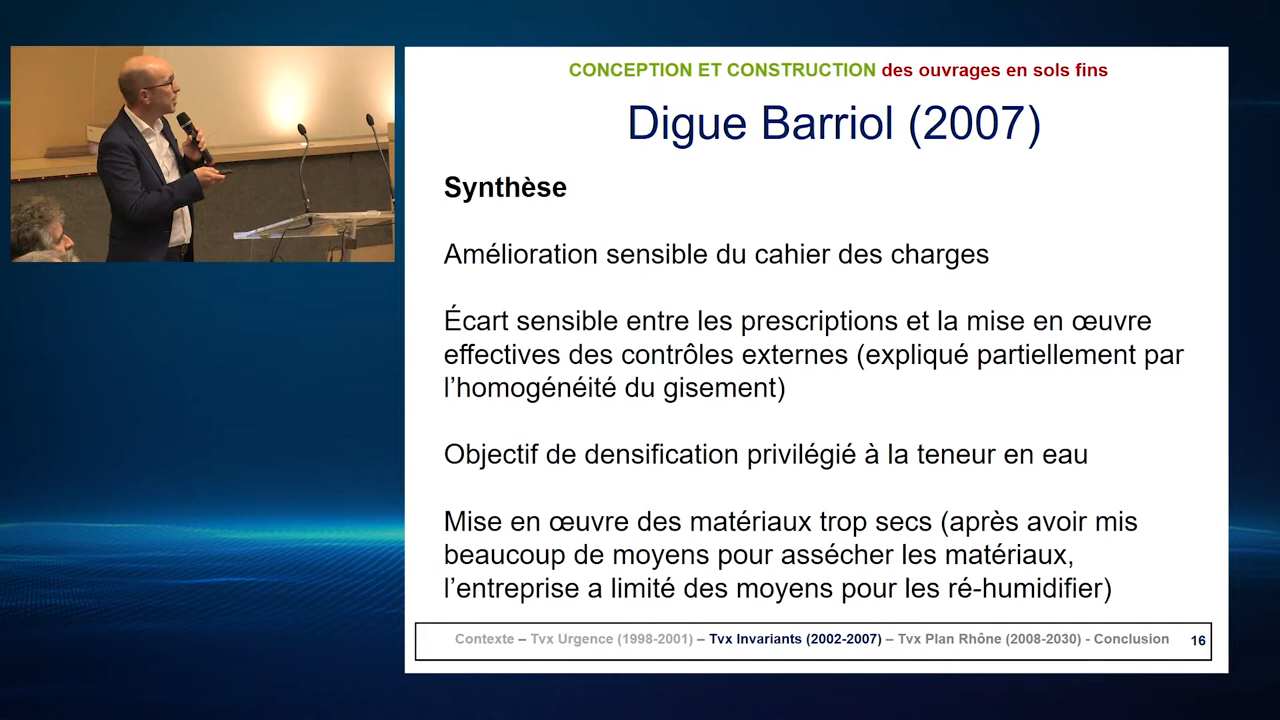 CONCEPTION ET CONSTRUCTION des ouvrages en sols fins
Digue Barriol (2007)
Synthèse
Amélioration sensible du cahier des charges
Écart sensible entre les prescriptions et la mise en œuvre
effectives des contrôles externes (expliqué partiellement par
l’homogénéité du gisement)
Objectif de densification privilégié à la teneur en eau
Mise en œuvre des matériaux trop secs (après avoir mis
beaucoup de moyens pour assécher les matériaux,
l’entreprise a limité des moyens pour les ré-humidifier)
Contexte – Tvx Urgence (1998-2001) – Tvx Invariants (2002-2007) – Tvx Plan Rhône (2008-2030) - Conclusion 16